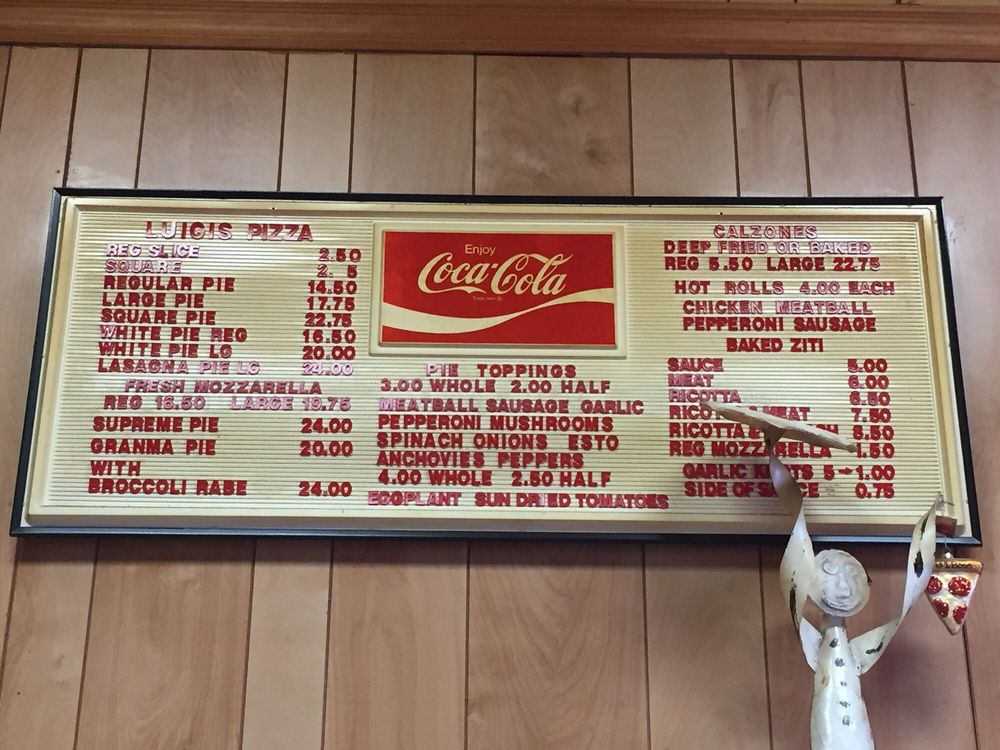 LUIGIS PIZZA
REG SLICE 2.50
SQUARE 2. 5
REGULAR PIE 14.50
LARGE PIE 17.75
SQUARE PIE 22.75
WHITE PIE REG 16.50
WHITE PIE LG 20.00
LASAGNA PIE LG 24.00
FRESH MOZZARELLA
REG 16.50 LARGE 19.75
SUPREME PIE 24.00
GRANMA PIE 20.00
WITH
BROCCOLI RABE 24.00
Enjoy
Coca-Cola
PIE TOPPINGS
3.00 WHOLE 2.00 HALF
MEATBALL SAUSAGE GARLIC
PEPPERONI MUSHROOMS
SPINACH ONIONS ESTO
ANCHOVIES PEPPERS
4.00 WHOLE 2.50 HALF
EGGPLANT SUN DRIED TOMATOES
CALZONES
DEEP FRIED OR BAKED
REG 5.50 LARGE 22.75
HOT ROLLS 4.00 EACH
CHICKEN MEATBALL
PEPPERONI SAUSAGE
BAKED ZITI
SAUCE 5.00
MEAT 6.00
RICOTTA 6.50
MEAT 7.50
RICOTTA 8.50
REG MOZZARELLA 1.50
GARLIC 5 → 1.00
SIDE OF 0.75